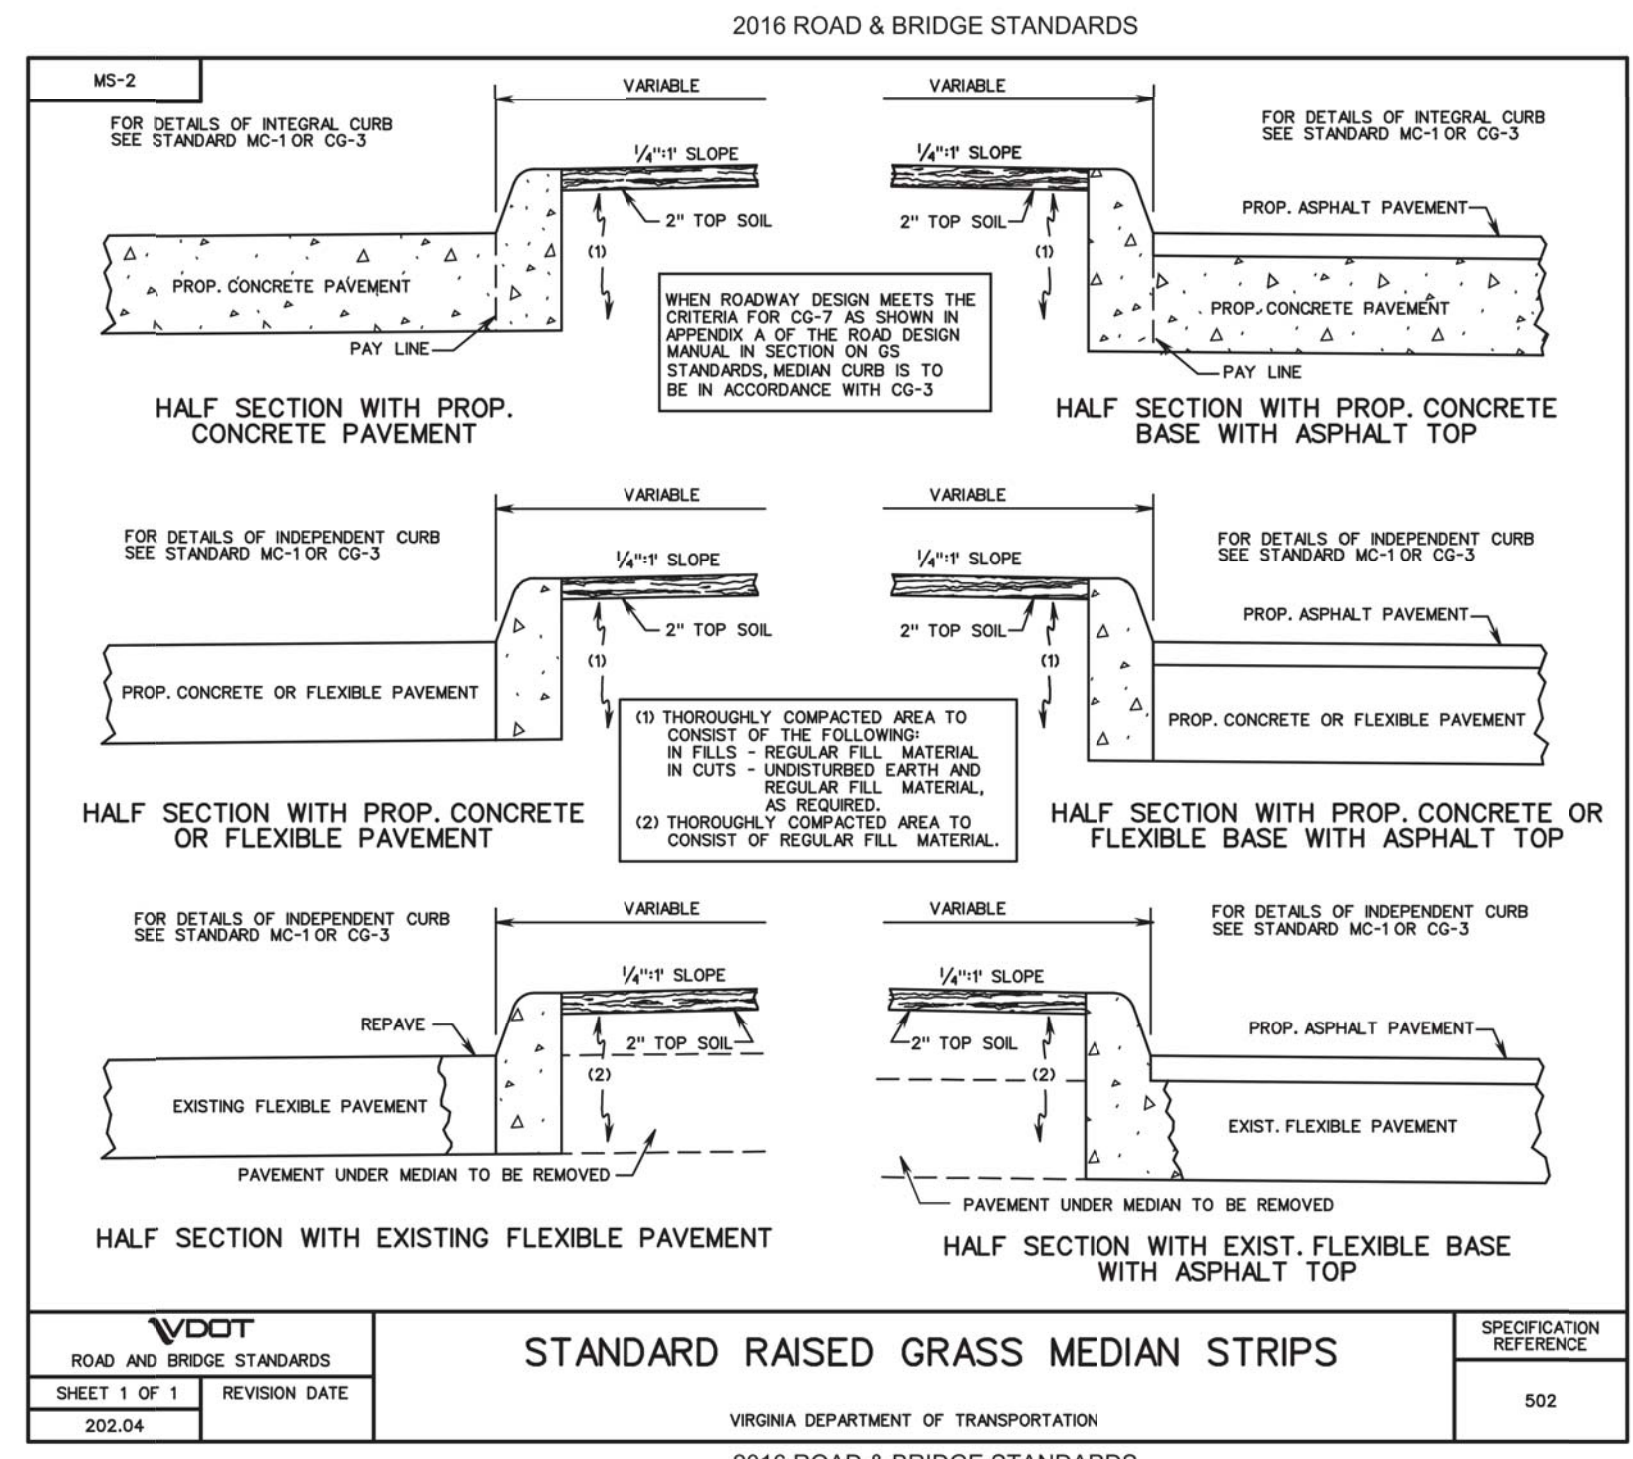 2016 ROAD & BRIDGE STANDARDS
MS-2
FOR DETAILS OF INTEGRAL CURB
SEE STANDARD MC-1 OR CG-3
VARIABLE
1/4":1' SLOPE
2" TOP SOIL
(1)
PROP. CONCRETE PAVEMENT
PAY LINE
HALF SECTION WITH PROP.
CONCRETE PAVEMENT
VARIABLE
FOR DETAILS OF INTEGRAL CURB
SEE STANDARD MC-1 OR CG-3
1/4":1' SLOPE
2" TOP SOIL
(1)
PROP. ASPHALT PAVEMENT
PROP. CONCRETE PAVEMENT
PAY LINE
HALF SECTION WITH PROP. CONCRETE
BASE WITH ASPHALT TOP
WHEN ROADWAY DESIGN MEETS THE
CRITERIA FOR CG-7 AS SHOWN IN
APPENDIX A OF THE ROAD DESIGN
MANUAL IN SECTION ON GS
STANDARDS, MEDIAN CURB IS TO
BE IN ACCORDANCE WITH CG-3
FOR DETAILS OF INDEPENDENT CURB
SEE STANDARD MC-1 OR CG-3
VARIABLE
1/4":1' SLOPE
2" TOP SOIL
(1)
PROP. CONCRETE OR FLEXIBLE PAVEMENT
HALF SECTION WITH PROP. CONCRETE
OR FLEXIBLE PAVEMENT
VARIABLE
FOR DETAILS OF INDEPENDENT CURB
SEE STANDARD MC-1 OR CG-3
1/4":1' SLOPE
2" TOP SOIL
(1)
PROP. ASPHALT PAVEMENT
PROP. CONCRETE OR FLEXIBLE PAVEMENT
HALF SECTION WITH PROP. CONCRETE OR
FLEXIBLE BASE WITH ASPHALT TOP
(1) THOROUGHLY COMPACTED AREA TO
CONSIST OF THE FOLLOWING:
IN FILLS - REGULAR FILL MATERIAL
IN CUTS - UNDISTURBED EARTH AND
REGULAR FILL MATERIAL,
AS REQUIRED.
(2) THOROUGHLY COMPACTED AREA TO
CONSIST OF REGULAR FILL MATERIAL.
FOR DETAILS OF INDEPENDENT CURB
SEE STANDARD MC-1 OR CG-3
VARIABLE
1/4":1' SLOPE
REPAVE
2" TOP SOIL
(2)
EXISTING FLEXIBLE PAVEMENT
PAVEMENT UNDER MEDIAN TO BE REMOVED
HALF SECTION WITH EXISTING FLEXIBLE PAVEMENT
VARIABLE
FOR DETAILS OF INDEPENDENT CURB
SEE STANDARD MC-1 OR CG-3
1/4":1' SLOPE
2" TOP SOIL
(2)
PROP. ASPHALT PAVEMENT
EXIST. FLEXIBLE PAVEMENT
PAVEMENT UNDER MEDIAN TO BE REMOVED
HALF SECTION WITH EXIST. FLEXIBLE BASE
WITH ASPHALT TOP
VDOT
ROAD AND BRIDGE STANDARDS
SHEET 1 OF 1
REVISION DATE
202.04
STANDARD RAISED GRASS MEDIAN STRIPS
VIRGINIA DEPARTMENT OF TRANSPORTATION
SPECIFICATION
REFERENCE
502
2016 ROAD & BRIDGE STANDARDS